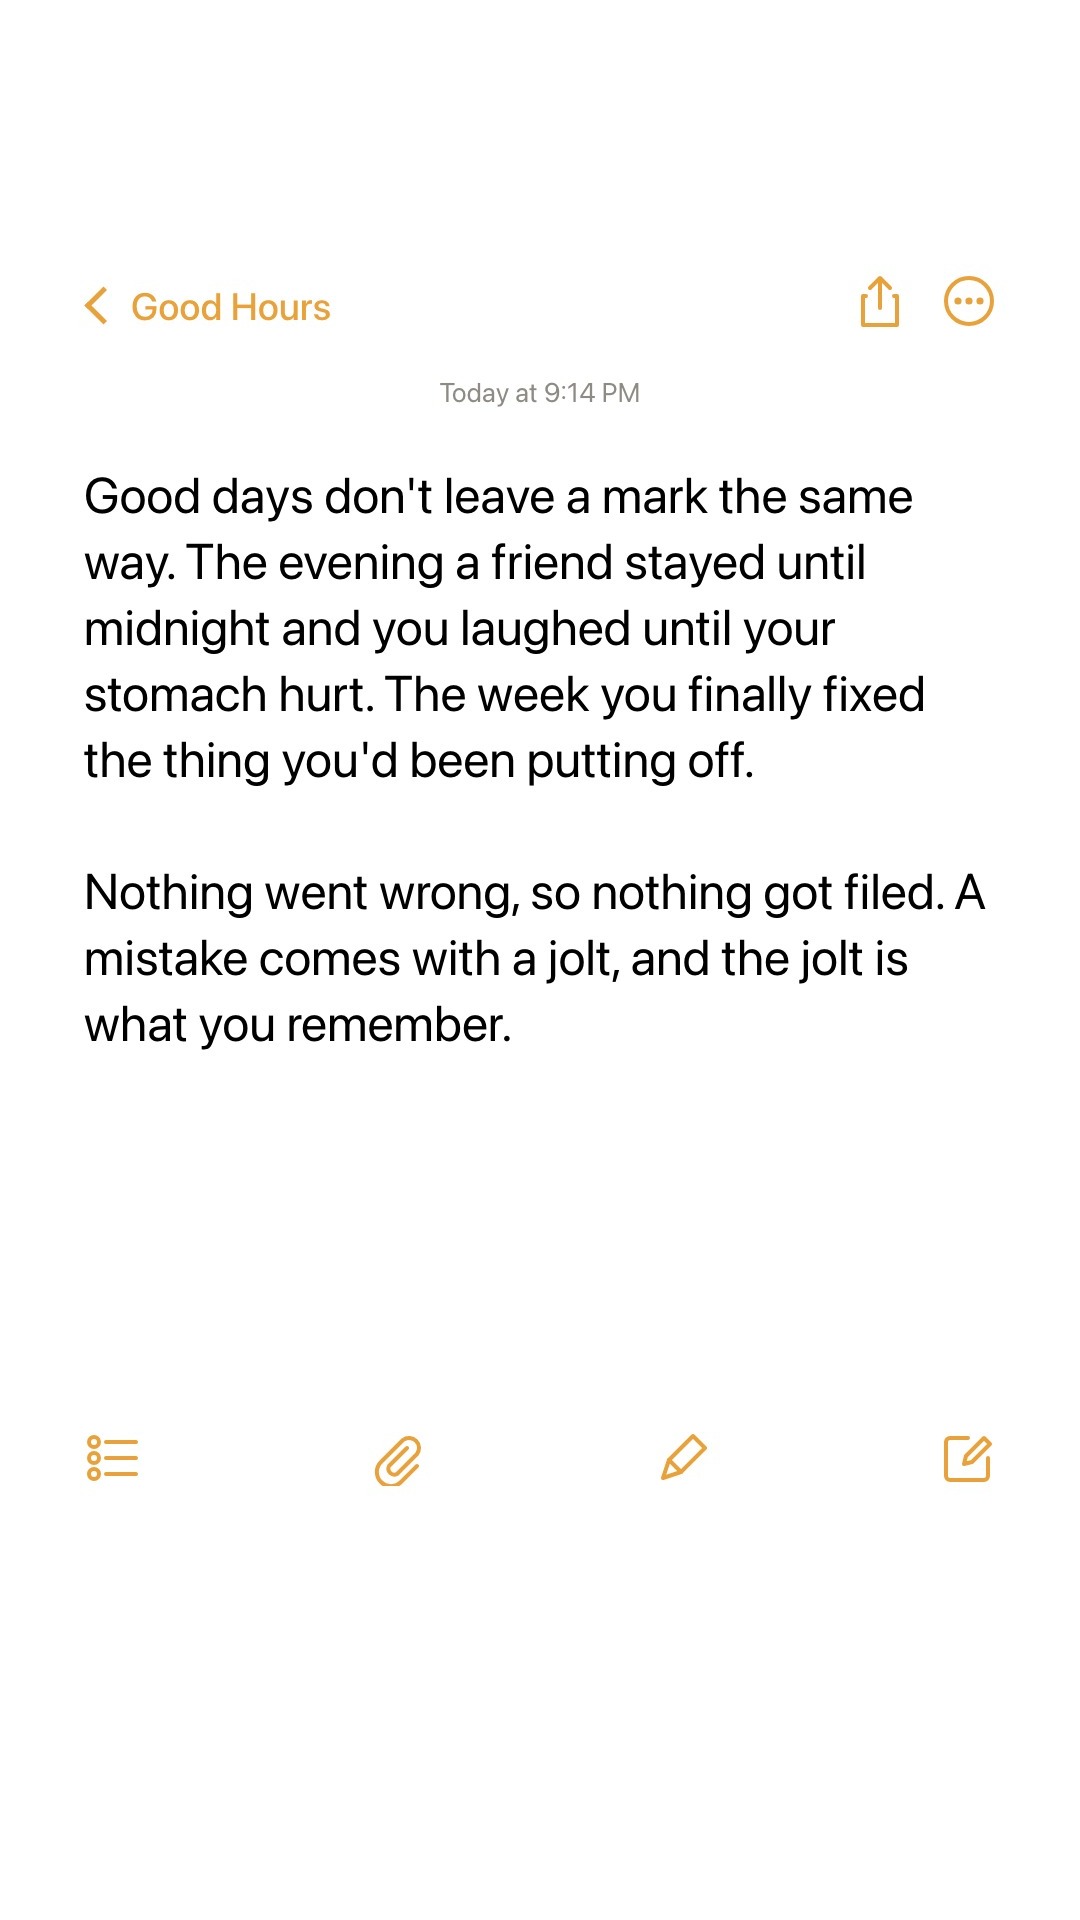 Good Hours
Today at 9:14 PM
Good days don't leave a mark the same
way. The evening a friend stayed until
midnight and you laughed until your
stomach hurt. The week you finally fixed
the thing you'd been putting off.
Nothing went wrong, so nothing got filed. A
mistake comes with a jolt, and the jolt is
what you remember.